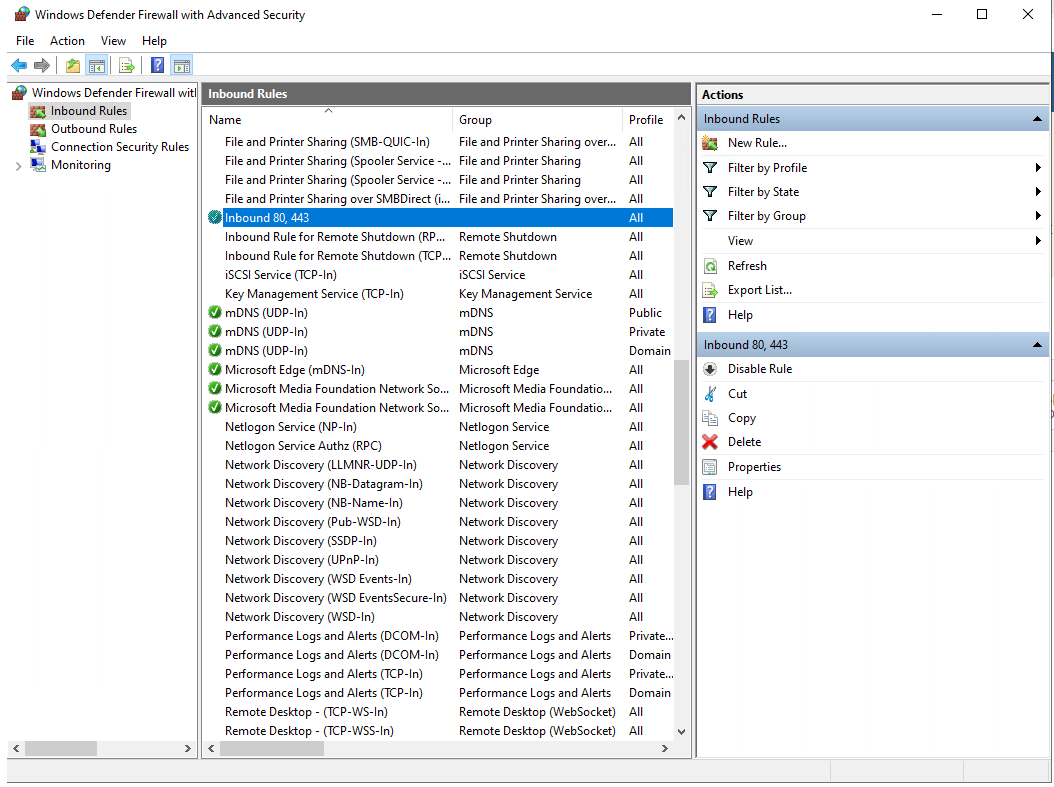 Windows Defender Firewall with Advanced Security
File Action View Help
Windows Defender Firewall wit
Inbound Rules
Outbound Rules
Connection Security Rules
Monitoring
Inbound Rules
Name Group Profile
File and Printer Sharing (SMB-QUIC-In) File and Printer Sharing over... All
File and Printer Sharing (Spooler Service -... File and Printer Sharing All
File and Printer Sharing (Spooler Service -... File and Printer Sharing All
File and Printer Sharing over SMBDirect (i... File and Printer Sharing over... All
Inbound 80, 443 All
Inbound Rule for Remote Shutdown (RP... Remote Shutdown All
Inbound Rule for Remote Shutdown (TCP... Remote Shutdown All
iSCSI Service (TCP-In) iSCSI Service All
Key Management Service (TCP-In) Key Management Service All
mDNS (UDP-In) mDNS Public
mDNS (UDP-In) mDNS Private
mDNS (UDP-In) mDNS Domain
Microsoft Edge (mDNS-In) Microsoft Edge All
Microsoft Media Foundation Network So... Microsoft Media Foundatio... All
Microsoft Media Foundation Network So... Microsoft Media Foundatio... All
Netlogon Service (NP-In) Netlogon Service All
Netlogon Service Authz (RPC) Netlogon Service All
Network Discovery (LLMNR-UDP-In) Network Discovery All
Network Discovery (NB-Datagram-In) Network Discovery All
Network Discovery (NB-Name-In) Network Discovery All
Network Discovery (Pub-WSD-In) Network Discovery All
Network Discovery (SSDP-In) Network Discovery All
Network Discovery (UPnP-In) Network Discovery All
Network Discovery (WSD Events-In) Network Discovery All
Network Discovery (WSD EventsSecure-In) Network Discovery All
Network Discovery (WSD-In) Network Discovery All
Performance Logs and Alerts (DCOM-In) Performance Logs and Alerts Private...
Performance Logs and Alerts (DCOM-In) Performance Logs and Alerts Domain
Performance Logs and Alerts (TCP-In) Performance Logs and Alerts Private...
Performance Logs and Alerts (TCP-In) Performance Logs and Alerts Domain
Remote Desktop - (TCP-WS-In) Remote Desktop (WebSocket) All
Remote Desktop - (TCP-WSS-In) Remote Desktop (WebSocket) All
Actions
Inbound Rules
New Rule...
Filter by Profile
Filter by State
Filter by Group
View
Refresh
Export List...
Help
Inbound 80, 443
Disable Rule
Cut
Copy
Delete
Properties
Help